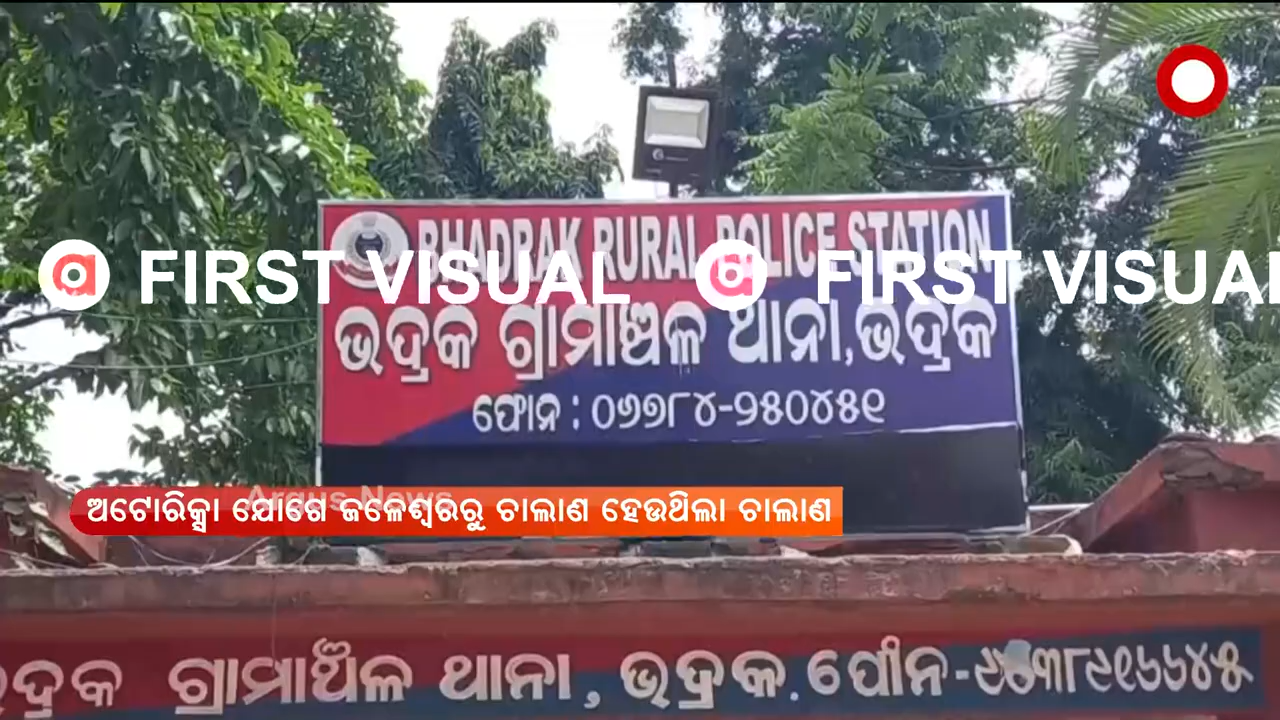 BHADRAK RURAL POLICE STATION
FIRST VISUAL FIRST VISUAL
ଭଦ୍ରକ ଗ୍ରାମାଞ୍ଚଳ ଥାନା,ଭଦ୍ରକ
ଫୋନ : ୦୬୭୮୪-୨୫୦୪୫୧
Argus News
ଅଟୋରିକ୍ସା ଯୋଗେ ଜଳେଶ୍ୱରରୁ ଚାଲାଣ ହେଉଥିଲା ଚାଲାଣ
ଭଦ୍ରକ ଗ୍ରାମାଞ୍ଚଳ ଥାନା, ଭଦ୍ରକ. ଫୋନ-